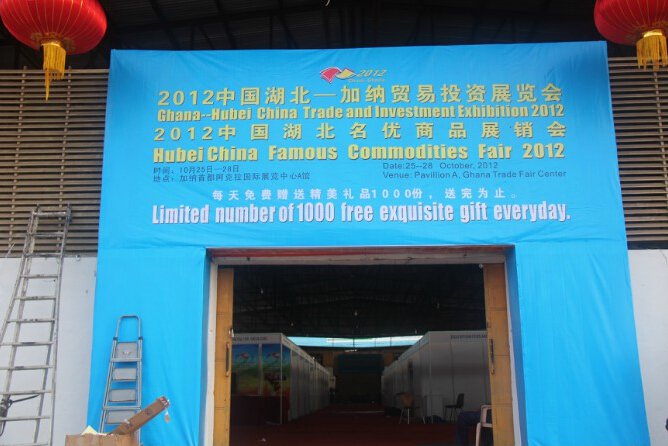 2012
2012中国湖北—加纳贸易投资展览会
Ghana--Hubei China Trade and Investment Exhibition 2012
2012中国湖北名优商品展销会
Hubei China Famous Commodities Fair 2012
时间：10月25日—28日
地点：加纳首都阿克拉国际展览中心A馆
Date:25--28 October, 2012
Venue: Pavillion A, Ghana Trade Fair Center
每天免费赠送精美礼品1000份，送完为止。
Limited number of 1000 free exquisite gift everyday.